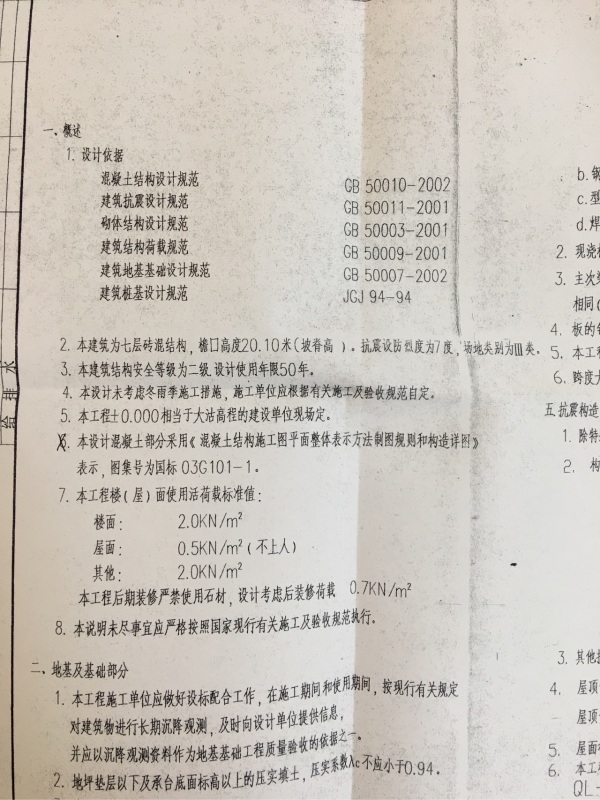 一、概述
1. 设计依据
混凝土结构设计规范 GB 50010-2002
建筑抗震设计规范 GB 50011-2001
砌体结构设计规范 GB 50003-2001
建筑结构荷载规范 GB 50009-2001
建筑地基基础设计规范 GB 50007-2002
建筑桩基设计规范 JGJ 94-94
2. 本建筑为七层砖混结构，檐口高度20.10米(坡脊高 )。抗震设防烈度为7度，场地类别为Ⅲ类。
3. 本建筑结构安全等级为二级.设计使用年限50年。
4. 本设计未考虑冬雨季施工措施，施工单位应根据有关施工及验收规范自定。
5. 本工程±0.000相当于大沽高程的建设单位现场定。
6. 本设计混凝土部分采用《混凝土结构施工图平面整体表示方法制图规则和构造详图》
表示，图集号为国标 03G101-1。
7. 本工程楼(屋)面使用活荷载标准值：
楼面： 2.0KN/m²
屋面： 0.5KN/m²(不上人)
其他： 2.0KN/m²
本工程后期装修严禁使用石材，设计考虑后装修荷载 0.7KN/m²
8. 本说明未尽事宜应严格按照国家现行有关施工及验收规范执行。
二、地基及基础部分
1. 本工程施工单位应做好设标配合工作，在施工期间和使用期间，按现行有关规定
对建筑物进行长期沉降观测，及时向设计单位提供信息，
并应以沉降观测资料作为地基基础工程质量验收的依据之一。
2. 地坪垫层以下及承台底面标高以上的压实填土，压实系数λc不应小于0.94。
给排水
b.钢
c.型
d.焊
2. 现浇
3. 主次
相同(
4. 板的
5. 本工
6. 跨度大
五.抗震构造
1. 除特
2. 构
3. 其他
4. 屋顶
屋顶
5. 屋面
6. 本工
QL-